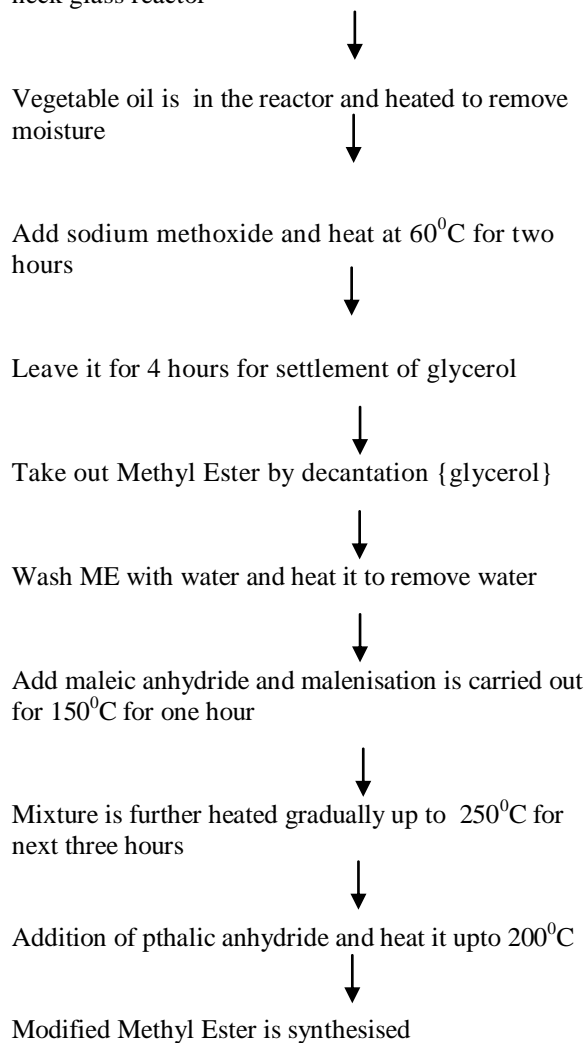 neck glass reactor
Vegetable oil is in the reactor and heated to remove
moisture
Add sodium methoxide and heat at 60⁰C for two
hours
Leave it for 4 hours for settlement of glycerol
Take out Methyl Ester by decantation {glycerol}
Wash ME with water and heat it to remove water
Add maleic anhydride and malenisation is carried out
for 150⁰C for one hour
Mixture is further heated gradually up to 250⁰C for
next three hours
Addition of pthalic anhydride and heat it upto 200⁰C
Modified Methyl Ester is synthesised